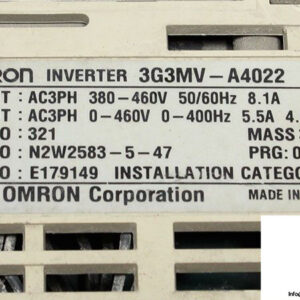 RON INVERTER 3G3MV-A4022
T : AC3PH 380-460V 50/60Hz 8.1A
T : AC3PH 0-460V 0-400Hz 5.5A 4.
O : 321 MASS
O : N2W2583-5-47 PRG: 0
O : E179149 INSTALLATION CATEGO
OMRON Corporation MADE IN